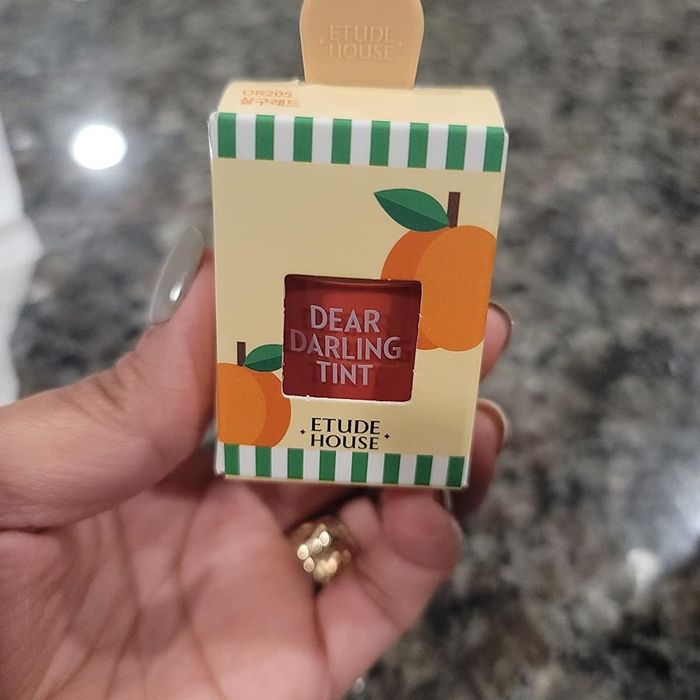 ETUDE
HOUSE
OR205
살구레드
DEAR
DARLING
TINT
ETUDE
HOUSE